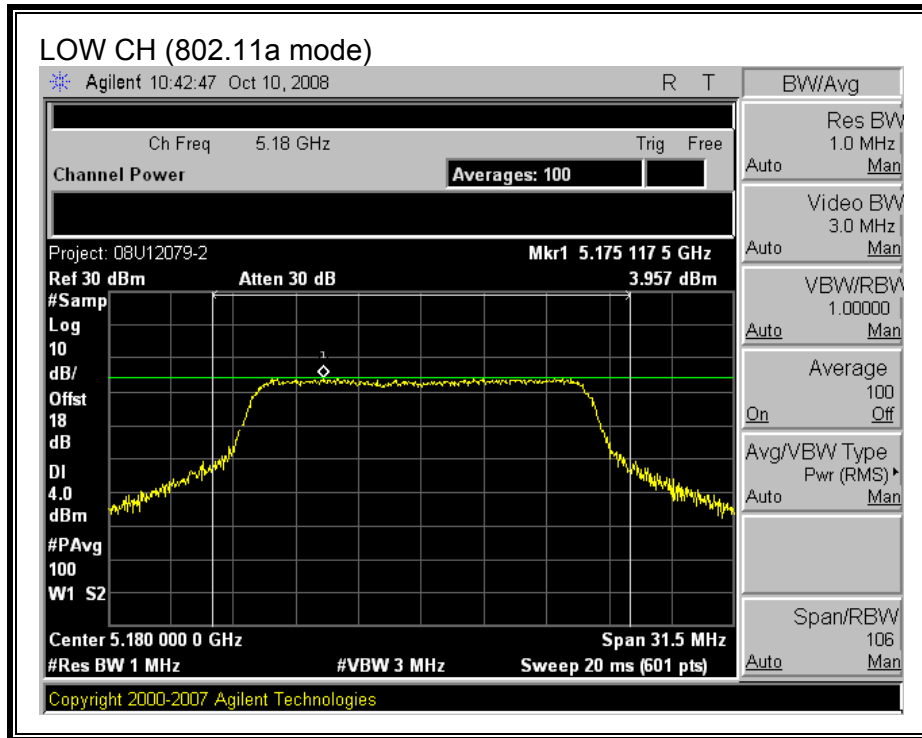 LOW CH (802.11a mode)
Agilent 10:42:47 Oct 10, 2008 R T
Ch Freq 5.18 GHz Trig Free
Channel Power Averages: 100
Project: 08U12079-2 Mkr1 5.175 117 5 GHz
Ref 30 dBm Atten 30 dB 3.957 dBm
#Samp
Log
10
dB/
Offst
18
dB
DI
4.0
dBm
#PAvg
100
W1 S2
1
Center 5.180 000 0 GHz Span 31.5 MHz
#Res BW 1 MHz #VBW 3 MHz Sweep 20 ms (601 pts)
Copyright 2000-2007 Agilent Technologies
BW/Avg
Res BW
1.0 MHz
Auto Man
Video BW
3.0 MHz
Auto Man
VBW/RBW
1.00000
Auto Man
Average
100
On Off
Avg/VBW Type
Pwr (RMS)
Auto Man
Span/RBW
106
Auto Man